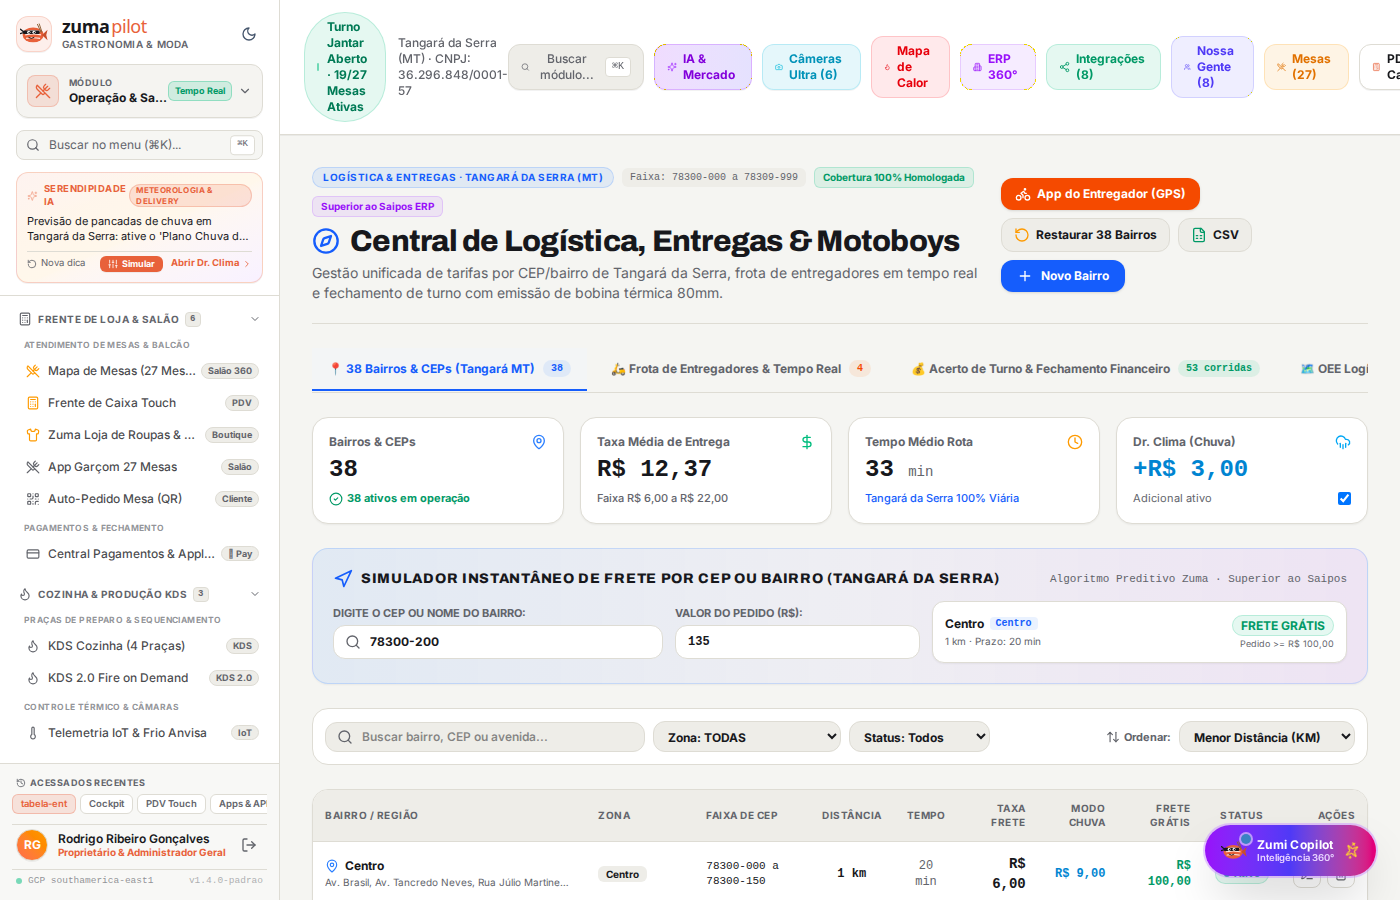 zumapilot
GASTRONOMIA & MODA
MÓDULO
Operação & Sa...
Tempo Real
Buscar no menu (⌘K)...
⌘K
SERENDIPIDADE IA
METEOROLOGIA & DELIVERY
Previsão de pancadas de chuva em
Tangará da Serra: ative o 'Plano Chuva d...
Nova dica
Simular
Abrir Dr. Clima
FRENTE DE LOJA & SALÃO 6
ATENDIMENTO DE MESAS & BALCÃO
Mapa de Mesas (27 Mes... Salão 360
Frente de Caixa Touch PDV
Zuma Loja de Roupas & ... Boutique
App Garçom 27 Mesas Salão
Auto-Pedido Mesa (QR) Cliente
PAGAMENTOS & FECHAMENTO
Central Pagamentos & Appl... Pay
COZINHA & PRODUÇÃO KDS 3
PRAÇAS DE PREPARO & SEQUENCIAMENTO
KDS Cozinha (4 Praças) KDS
KDS 2.0 Fire on Demand KDS 2.0
CONTROLE TÉRMICO & CÂMARAS
Telemetria IoT & Frio Anvisa IoT
ACESSADOS RECENTES
tabela-ent Cockpit PDV Touch Apps & AP
RG
Rodrigo Ribeiro Gonçalves
Proprietário & Administrador Geral
GCP southamerica-east1 v1.4.0-padrao
Turno
Jantar
Aberto
· 19/27
Mesas
Ativas
Tangará da Serra
(MT) · CNPJ:
36.296.848/0001-
57
Buscar
módulo...
⌘K
IA &
Mercado
Câmeras
Ultra (6)
Mapa
de
Calor
ERP
360°
Integrações
(8)
Nossa
Gente
(8)
Mesas
(27)
LOGÍSTICA & ENTREGAS · TANGARÁ DA SERRA (MT)
Faixa: 78300-000 a 78309-999
Cobertura 100% Homologada
Superior ao Saipos ERP
Central de Logística, Entregas & Motoboys
Gestão unificada de tarifas por CEP/bairro de Tangará da Serra, frota de entregadores em tempo real
e fechamento de turno com emissão de bobina térmica 80mm.
App do Entregador (GPS)
Restaurar 38 Bairros
CSV
Novo Bairro
38 Bairros & CEPs (Tangará MT) 38
Frota de Entregadores & Tempo Real 4
Acerto de Turno & Fechamento Financeiro 53 corridas
OEE Logí
Bairros & CEPs
38
38 ativos em operação
Taxa Média de Entrega
R$ 12,37
Faixa R$ 6,00 a R$ 22,00
Tempo Médio Rota
33 min
Tangará da Serra 100% Viária
Dr. Clima (Chuva)
+R$ 3,00
Adicional ativo
SIMULADOR INSTANTÂNEO DE FRETE POR CEP OU BAIRRO (TANGARÁ DA SERRA)
Algoritmo Preditivo Zuma · Superior ao Saipos
DIGITE O CEP OU NOME DO BAIRRO:
78300-200
VALOR DO PEDIDO (R$):
135
Centro Centro
1 km · Prazo: 20 min
FRETE GRÁTIS
Pedido >= R$ 100,00
Buscar bairro, CEP ou avenida...
Zona: TODAS
Status: Todos
Ordenar:
Menor Distância (KM)
BAIRRO / REGIÃO ZONA FAIXA DE CEP DISTÂNCIA TEMPO TAXA FRETE MODO CHUVA FRETE GRÁTIS STATUS AÇÕES
Centro
Av. Brasil, Av. Tancredo Neves, Rua Júlio Martine...
Centro
78300-000 a
78300-150
1 km
20
min
R$
6,00
R$ 9,00
R$
100,00
Zumi Copilot
Inteligência 360°